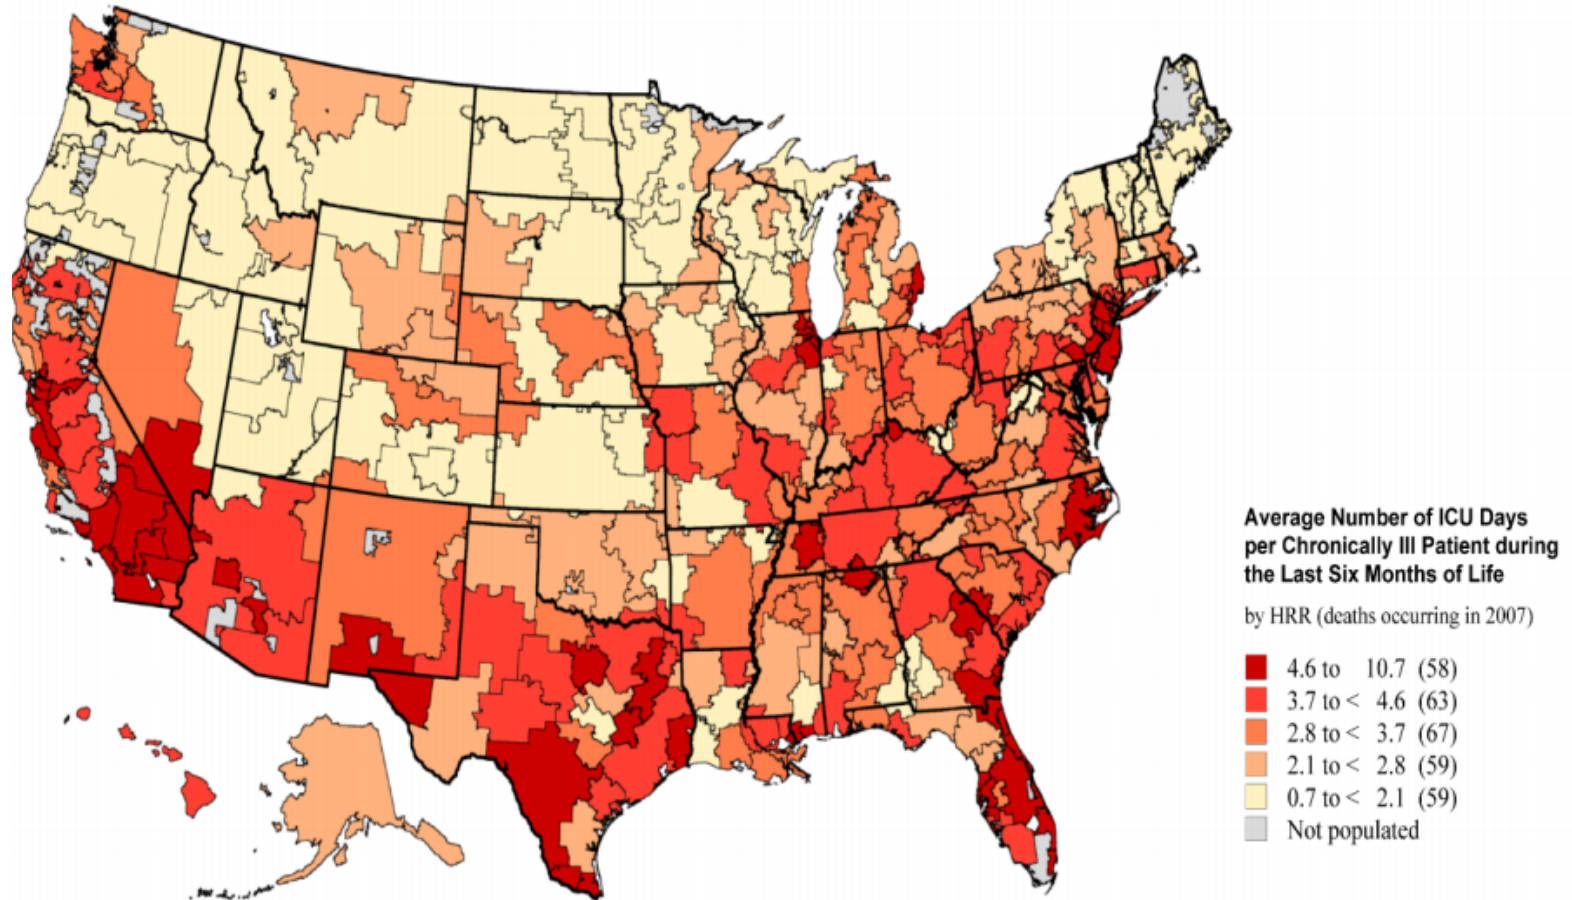 Average Number of ICU Days
per Chronically Ill Patient during
the Last Six Months of Life
by HRR (deaths occurring in 2007)
4.6 to 10.7 (58)
3.7 to < 4.6 (63)
2.8 to < 3.7 (67)
2.1 to < 2.8 (59)
0.7 to < 2.1 (59)
Not populated